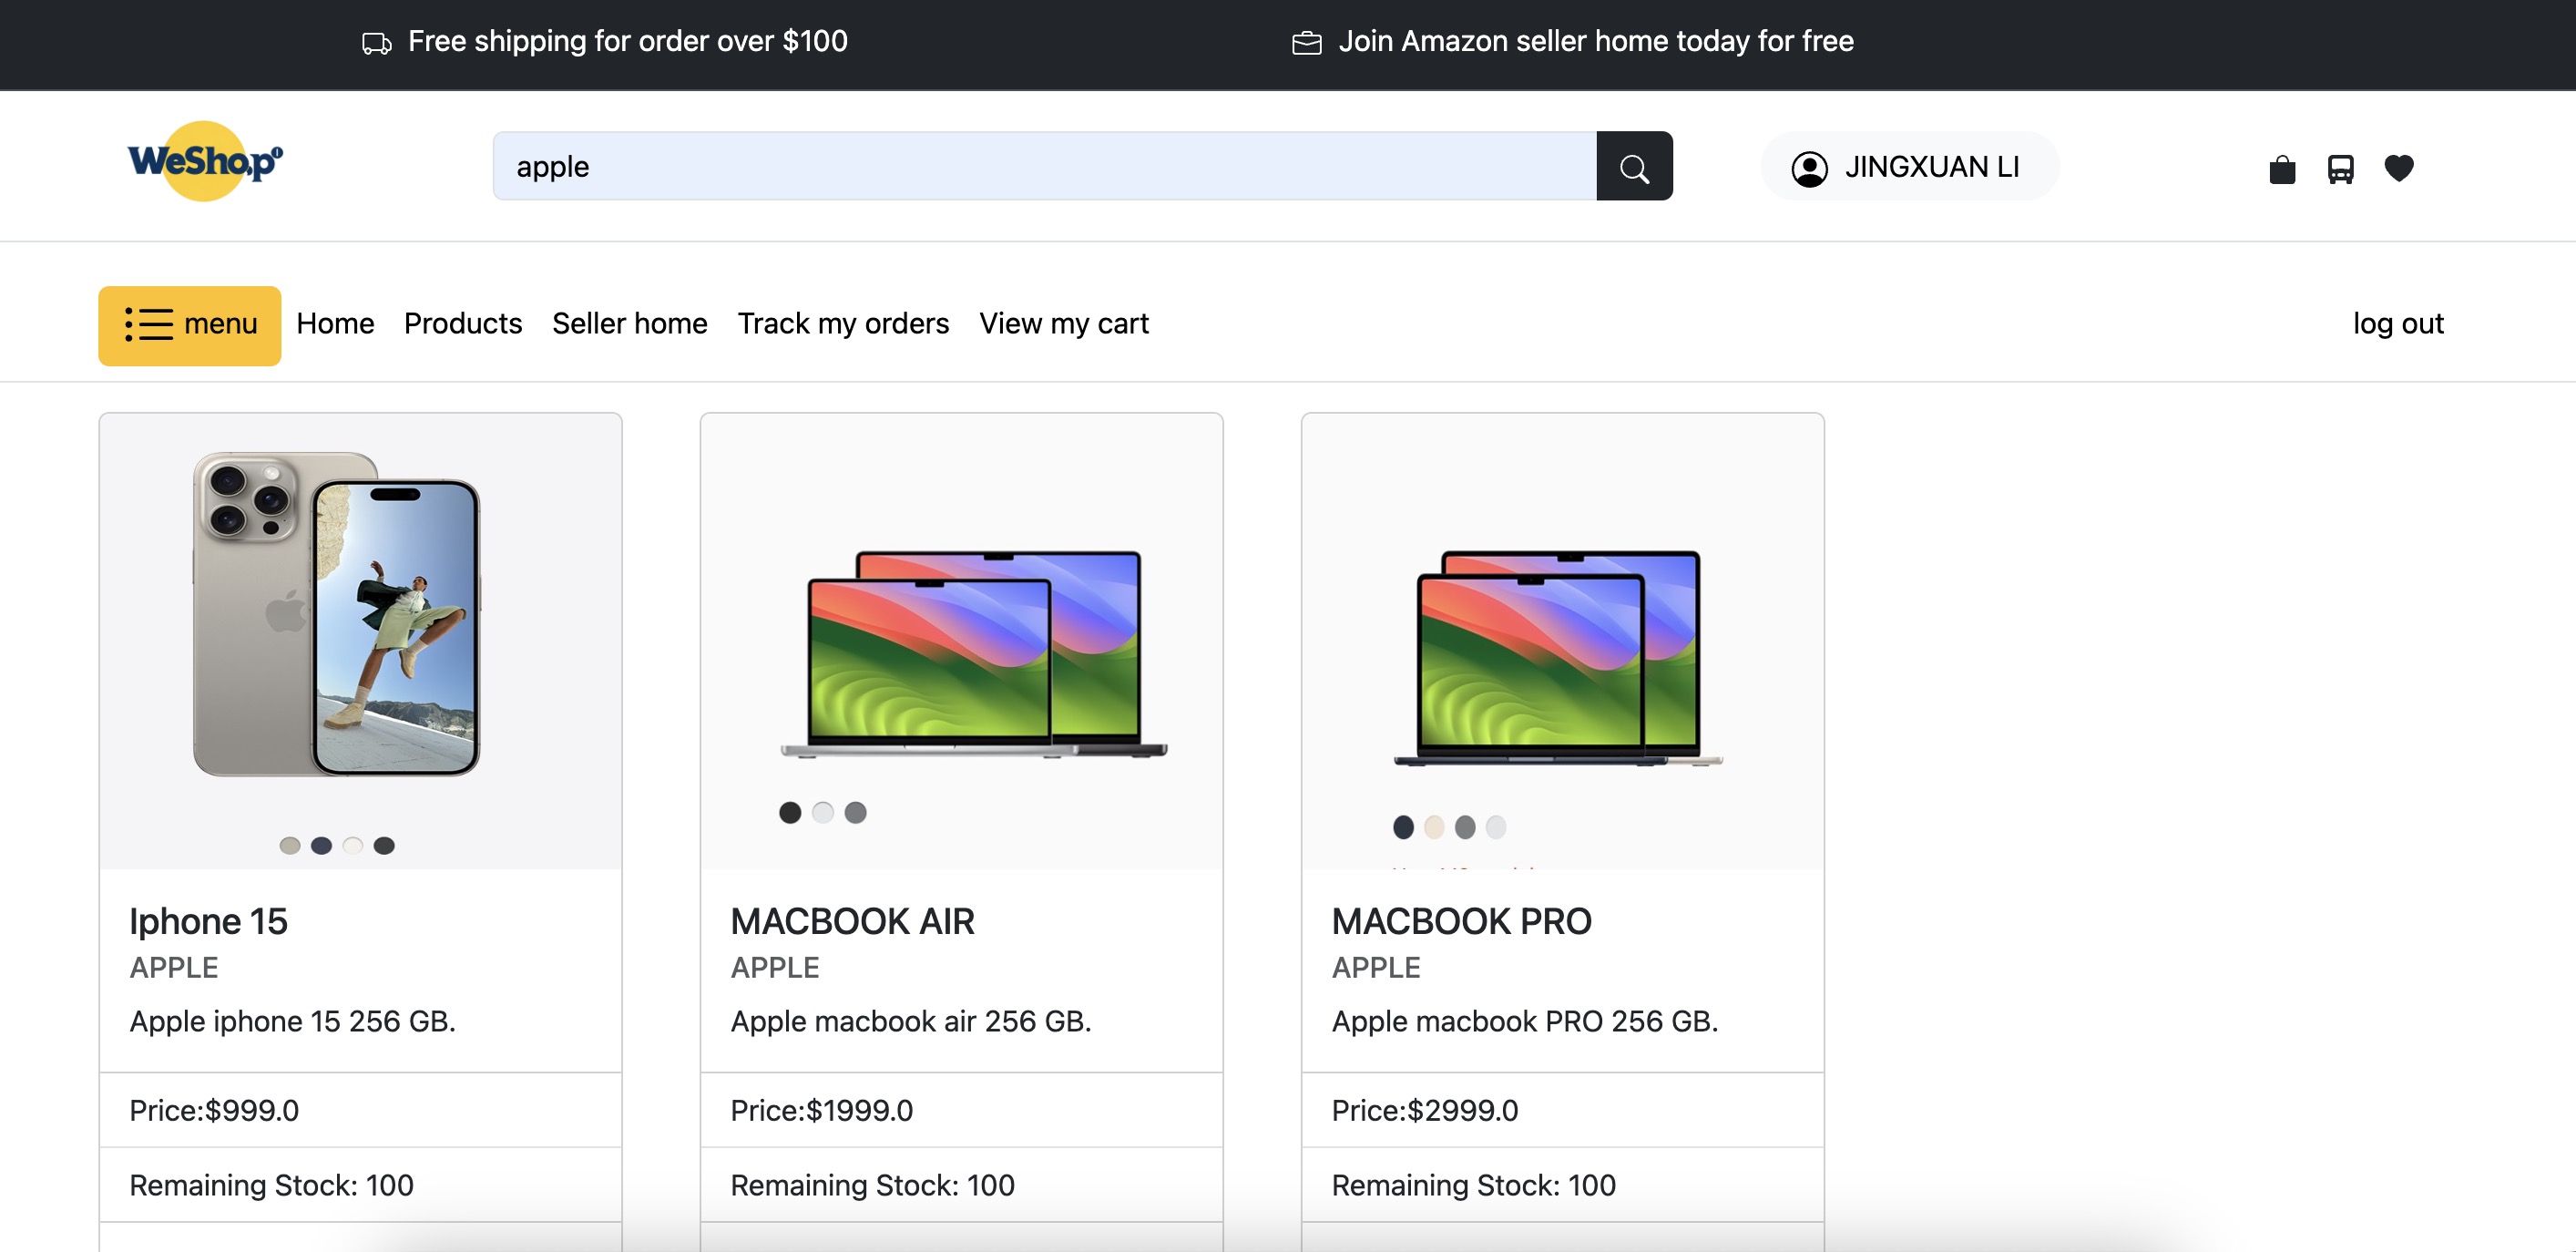 Free shipping for order over $100
Join Amazon seller home today for free
WeShop
apple
JINGXUAN LI
menu
Home
Products
Seller home
Track my orders
View my cart
log out
Iphone 15
APPLE
Apple iphone 15 256 GB.
Price:$999.0
Remaining Stock: 100
MACBOOK AIR
APPLE
Apple macbook air 256 GB.
Price:$1999.0
Remaining Stock: 100
MACBOOK PRO
APPLE
Apple macbook PRO 256 GB.
Price:$2999.0
Remaining Stock: 100